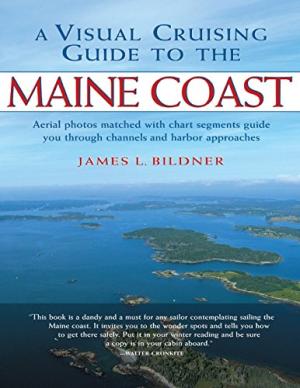 A VISUAL CRUISING
GUIDE TO THE
MAINE COAST
Aerial photos matched with chart segments guide
you through channels and harbor approaches
JAMES L. BILDNER
"This book is a dandy and a must for any sailor contemplating sailing the
Maine coast. It invites you to the wonder spots and tells you how
to get there safely. Put it in your winter reading and be sure
a copy is in your cabin aboard."
—WALTER CRONKITE